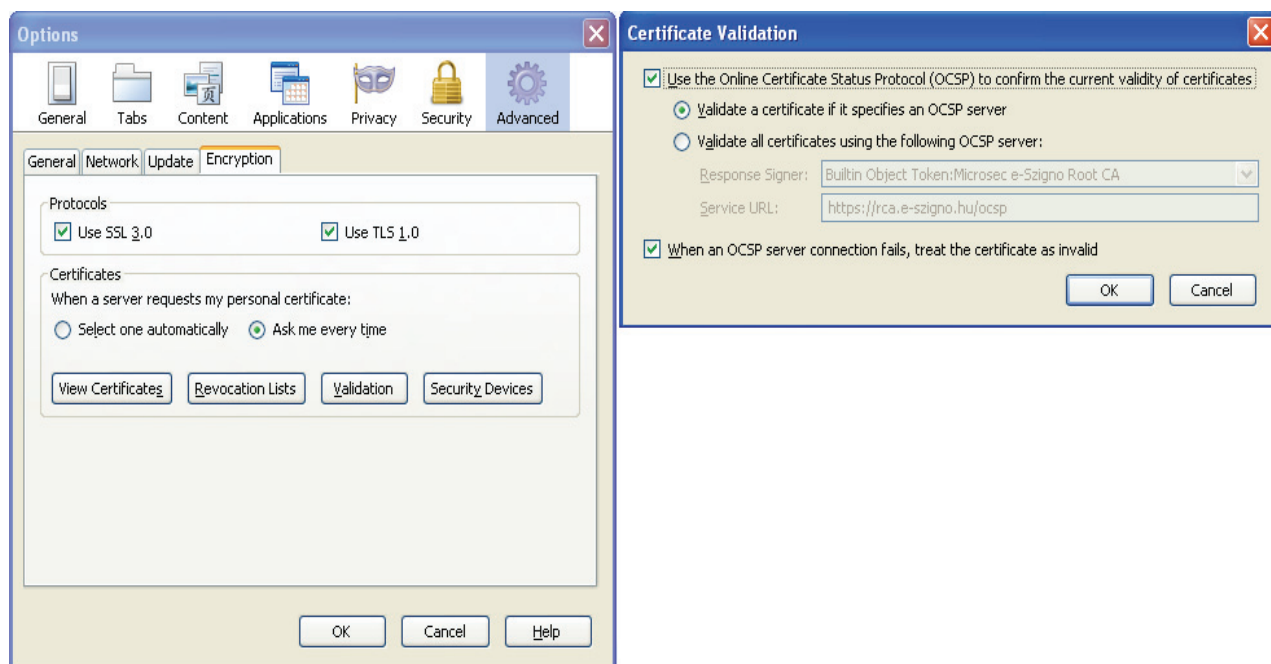 Options
General Tabs Content Applications Privacy Security Advanced
General Network Update Encryption
Protocols
Use SSL 3.0 Use TLS 1.0
Certificates
When a server requests my personal certificate:
Select one automatically Ask me every time
View Certificates Revocation Lists Validation Security Devices
OK Cancel Help
Certificate Validation
Use the Online Certificate Status Protocol (OCSP) to confirm the current validity of certificates
Validate a certificate if it specifies an OCSP server
Validate all certificates using the following OCSP server:
Response Signer: Builtin Object Token:Microsec e-Szigno Root CA
Service URL: https://rca.e-szigno.hu/ocsp
When an OCSP server connection fails, treat the certificate as invalid
OK Cancel